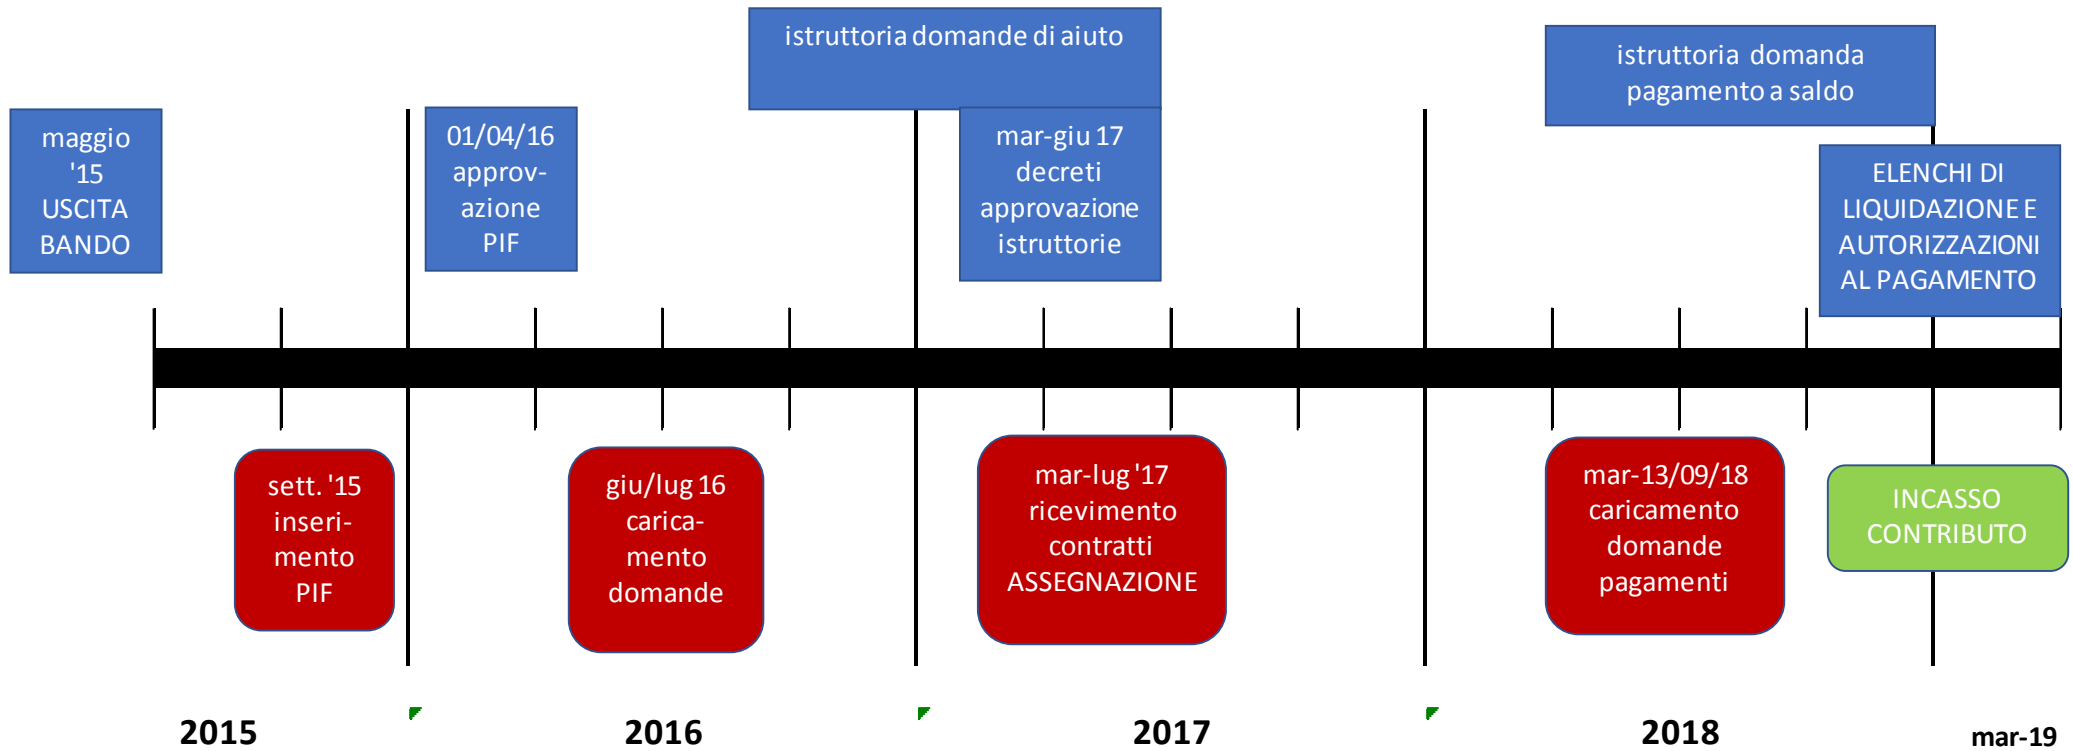 istruttoria domande di aiuto
istruttoria domanda
pagamento a saldo
maggio
'15
USCITA
BANDO
01/04/16
approv-
azione
PIF
mar-giu 17
decreti
approvazione
istruttorie
ELENCHI DI
LIQUIDAZIONE E
AUTORIZZAZIONI
AL PAGAMENTO
sett. '15
inseri-
mento
PIF
giu/lug 16
carica-
mento
domande
mar-lug '17
ricevimento
contratti
ASSEGNAZIONE
mar-13/09/18
caricamento
domande
pagamenti
INCASSO
CONTRIBUTO
2015
2016
2017
2018
mar-19